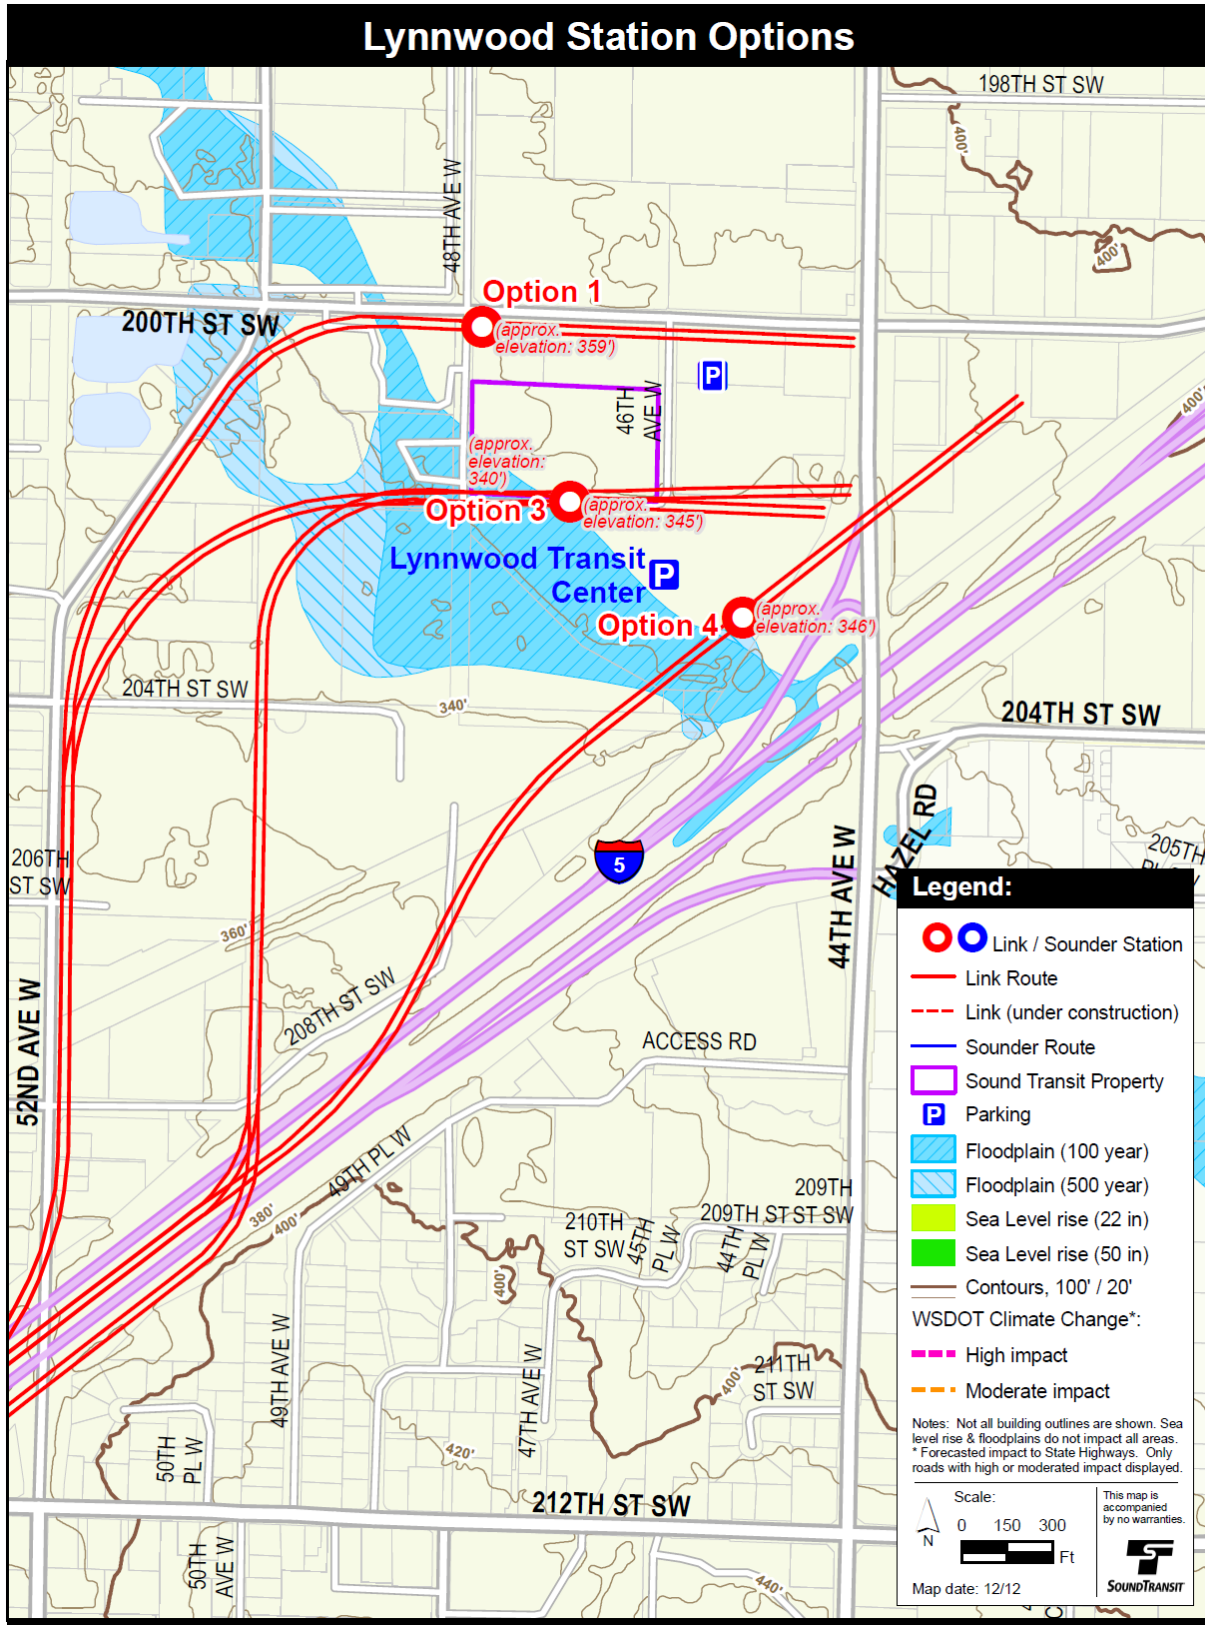 Lynnwood Station Options
198TH ST SW
400'
400'
48TH AVE W
Option 1
200TH ST SW
(approx.
elevation: 359')
P
46TH
AVE W
400'
(approx.
elevation:
340')
Option 3
(approx.
elevation: 345')
Lynnwood Transit
Center
P
Option 4
(approx.
elevation: 346')
204TH ST SW
340'
204TH ST SW
HAZEL RD
206TH
ST SW
5
205TH
44TH AVE W
360'
208TH ST SW
52ND AVE W
ACCESS RD
49TH PL W
380'
400'
209TH
ST SW
209TH ST
210TH
ST SW
45TH
PL W
44TH
PL W
400'
49TH AVE W
47TH AVE W
211TH
ST SW
400'
420'
50TH
PL W
212TH ST SW
50TH
AVE W
440'
Legend:
Link / Sounder Station
Link Route
Link (under construction)
Sounder Route
Sound Transit Property
P Parking
Floodplain (100 year)
Floodplain (500 year)
Sea Level rise (22 in)
Sea Level rise (50 in)
Contours, 100' / 20'
WSDOT Climate Change*:
High impact
Moderate impact
Notes: Not all building outlines are shown. Sea
level rise & floodplains do not impact all areas.
* Forecasted impact to State Highways. Only
roads with high or moderated impact displayed.
Scale:
0 150 300
Ft
N
Map date: 12/12
This map is
accompanied
by no warranties.
SOUNDTRANSIT